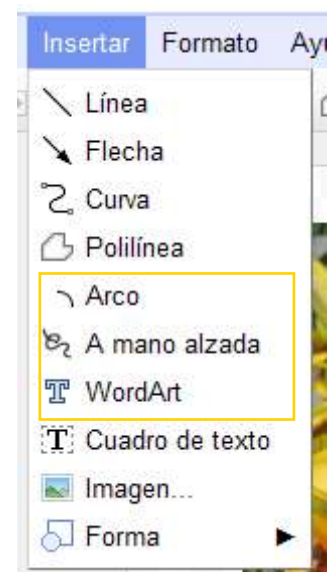 Insertar Formato
Línea
Flecha
Curva
Polilínea
Arco
A mano alzada
WordArt
Cuadro de texto
Imagen...
Forma